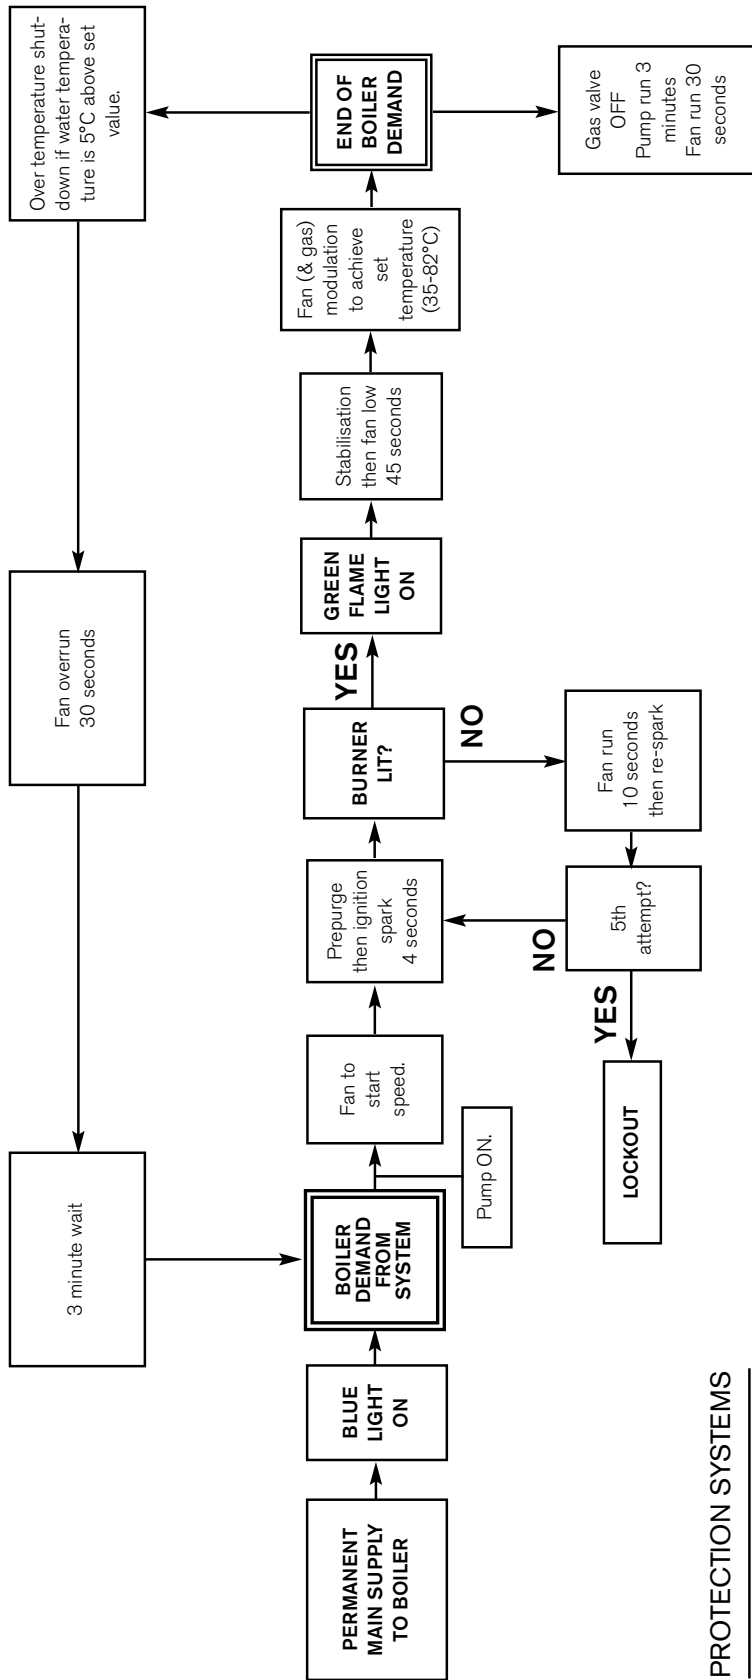 3 minute wait
Fan overrun
30 seconds
Over temperature shut-
down if water tempera-
ture is 5°C above set
value.
PERMANENT
MAIN SUPPLY
TO BOILER
BLUE
LIGHT
ON
BOILER
DEMAND
FROM
SYSTEM
Fan to
start
speed.
Prepurge
then ignition
spark
4 seconds
BURNER
LIT?
YES
GREEN
FLAME
LIGHT
ON
Stabilisation
then fan low
45 seconds
Fan (& gas)
modulation
to achieve
set
temperature
(35-82°C)
END OF
BOILER
DEMAND
Pump ON.
NO
NO
LOCKOUT
YES
5th
attempt?
Fan run
10 seconds
then re-spark
Gas valve
OFF
Pump run 3
minutes
Fan run 30
seconds
PROTECTION SYSTEMS